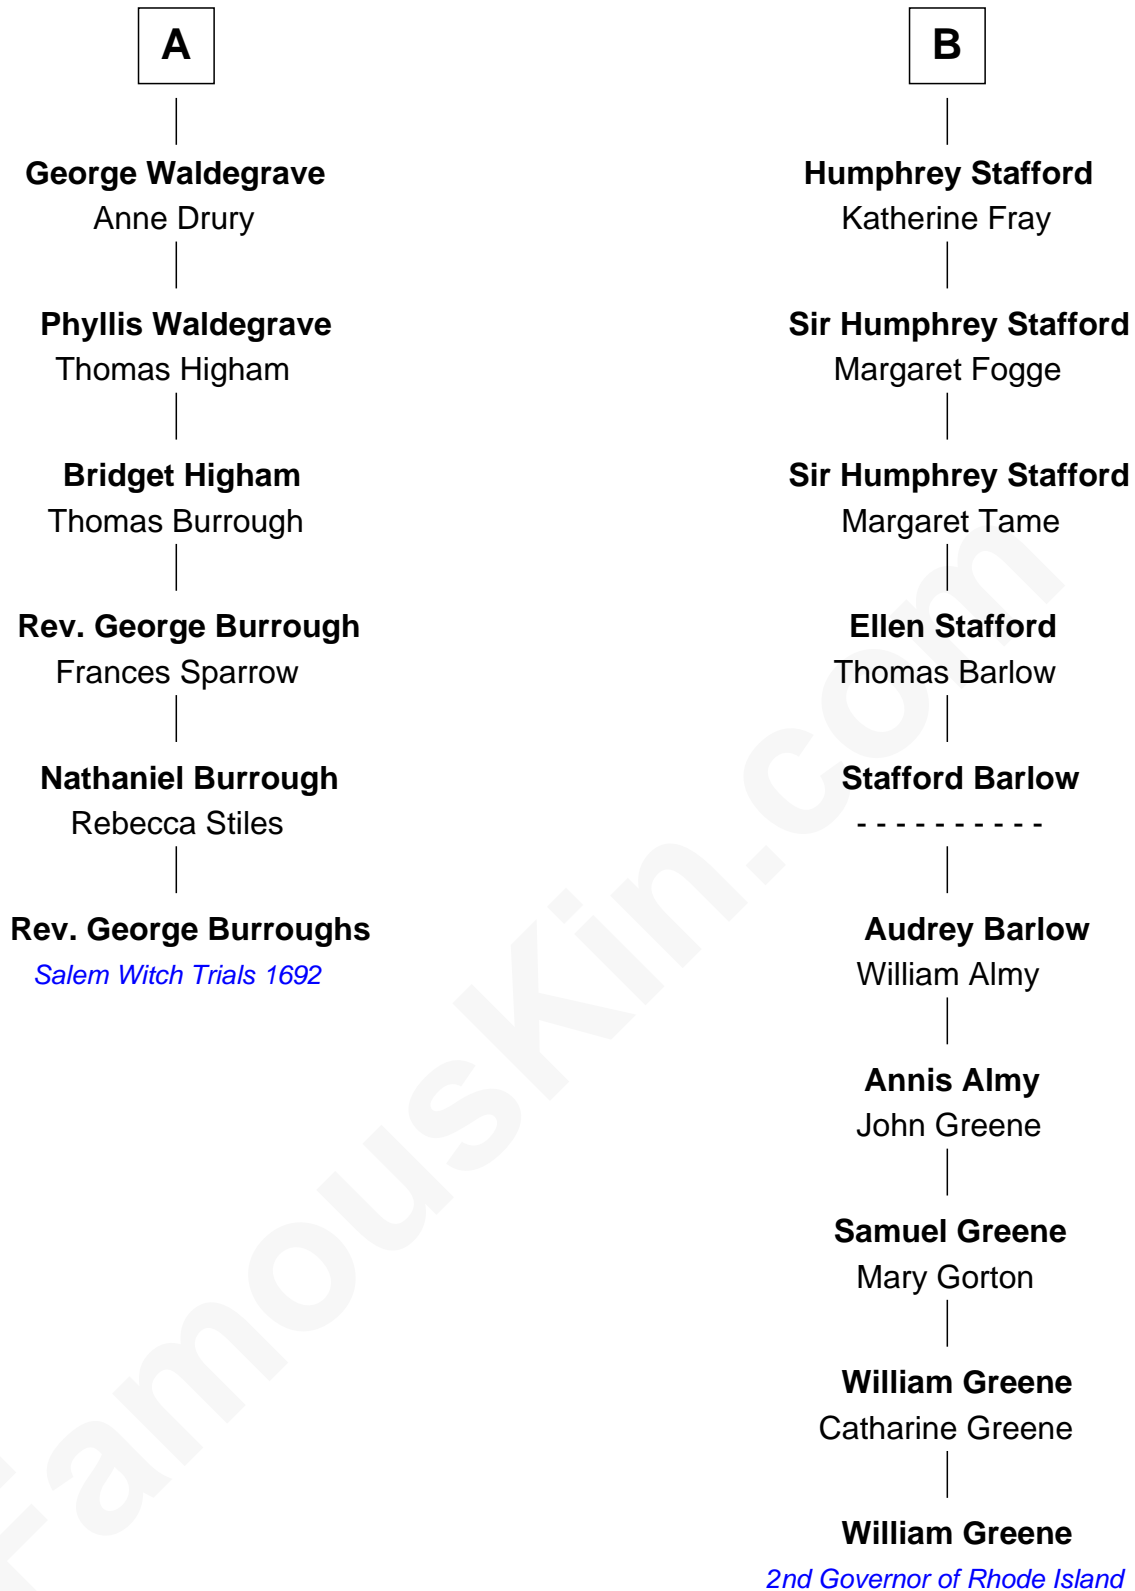 A
George Waldegrave
Anne Drury
Phyllis Waldegrave
Thomas Higham
Bridget Higham
Thomas Burrough
Rev. George Burrough
Frances Sparrow
Nathaniel Burrough
Rebecca Stiles
Rev. George Burroughs
Salem Witch Trials 1692
B
Humphrey Stafford
Katherine Fray
Sir Humphrey Stafford
Margaret Fogge
Sir Humphrey Stafford
Margaret Tame
Ellen Stafford
Thomas Barlow
Stafford Barlow
- - - - - - - - - -
Audrey Barlow
William Almy
Annis Almy
John Greene
Samuel Greene
Mary Gorton
William Greene
Catharine Greene
William Greene
2nd Governor of Rhode Island
FamousKin.com